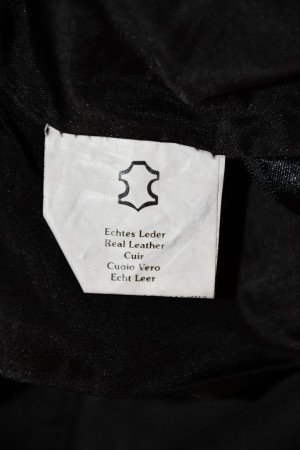 Echtes Leder
Real Leather
Cuir
Cuoio Vero
Echt Leer